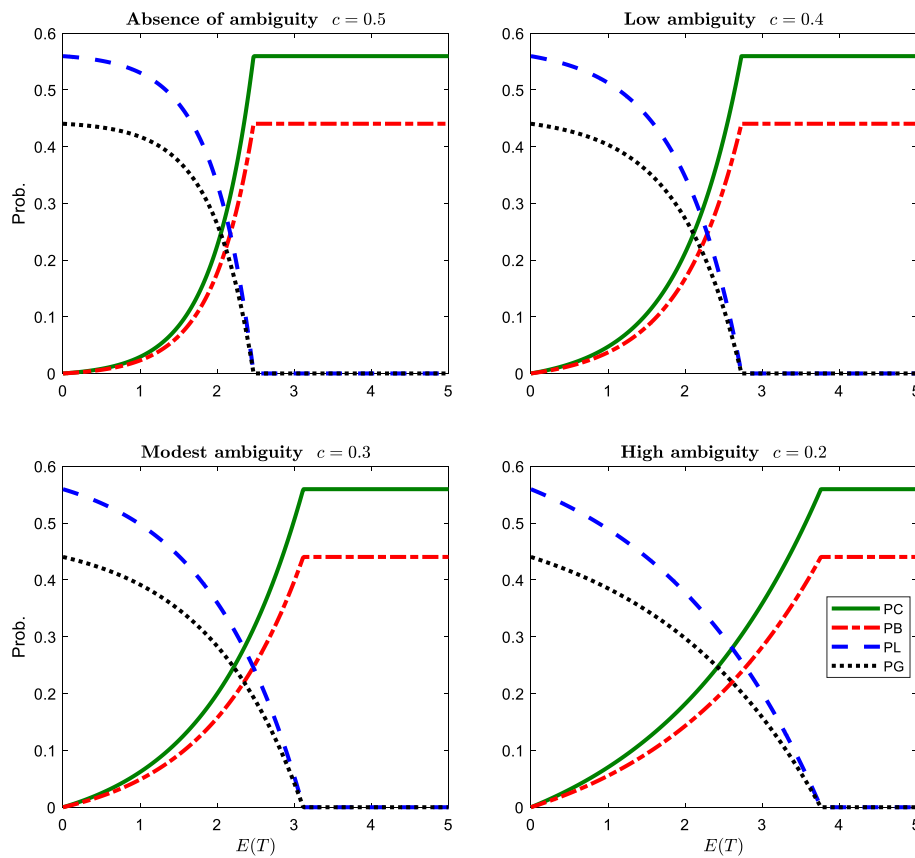 Absence of ambiguity c = 0.5
0.6
0.5
0.4
0.3
0.2
0.1
0
Prob.
0 1 2 3 4 5
Low ambiguity c = 0.4
0.6
0.5
0.4
0.3
0.2
0.1
0
0 1 2 3 4 5
Modest ambiguity c = 0.3
0.6
0.5
0.4
0.3
0.2
0.1
0
Prob.
0 1 2 3 4 5
E(T)
High ambiguity c = 0.2
0.6
0.5
0.4
0.3
0.2
0.1
0
PC
PB
PL
PG
0 1 2 3 4 5
E(T)